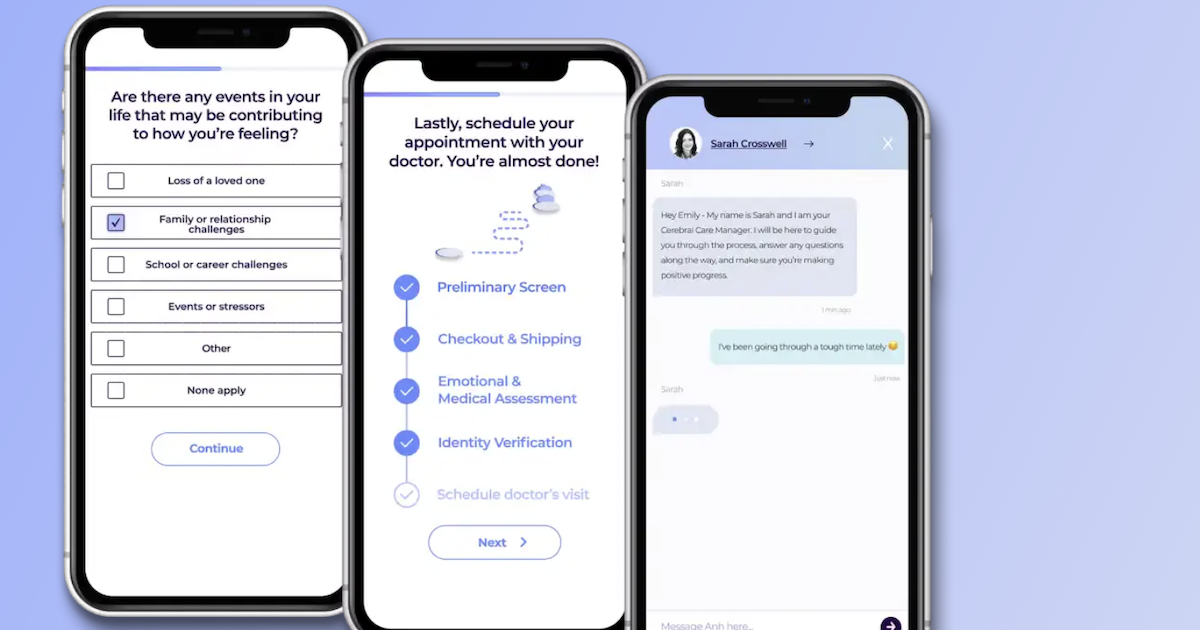 Are there any events in your
life that may be contributing
to how you're feeling?
Loss of a loved one
Family or relationship
challenges
School or career challenges
Events or stressors
Other
None apply
Continue
Lastly, schedule your
appointment with your
doctor. You're almost done!
Preliminary Screen
Checkout & Shipping
Emotional &
Medical Assessment
Identity Verification
Schedule doctor's visit
Next
Sarah Crosswell
X
Sarah
Hey Emily - My name is Sarah and I am your
Cerebral Care Manager. I will be here to guide
you through the process, answer any questions
along the way, and make sure you're making
positive progress.
1 min ago
I've been going through a tough time lately
Just now
Sarah
Message Anh here...